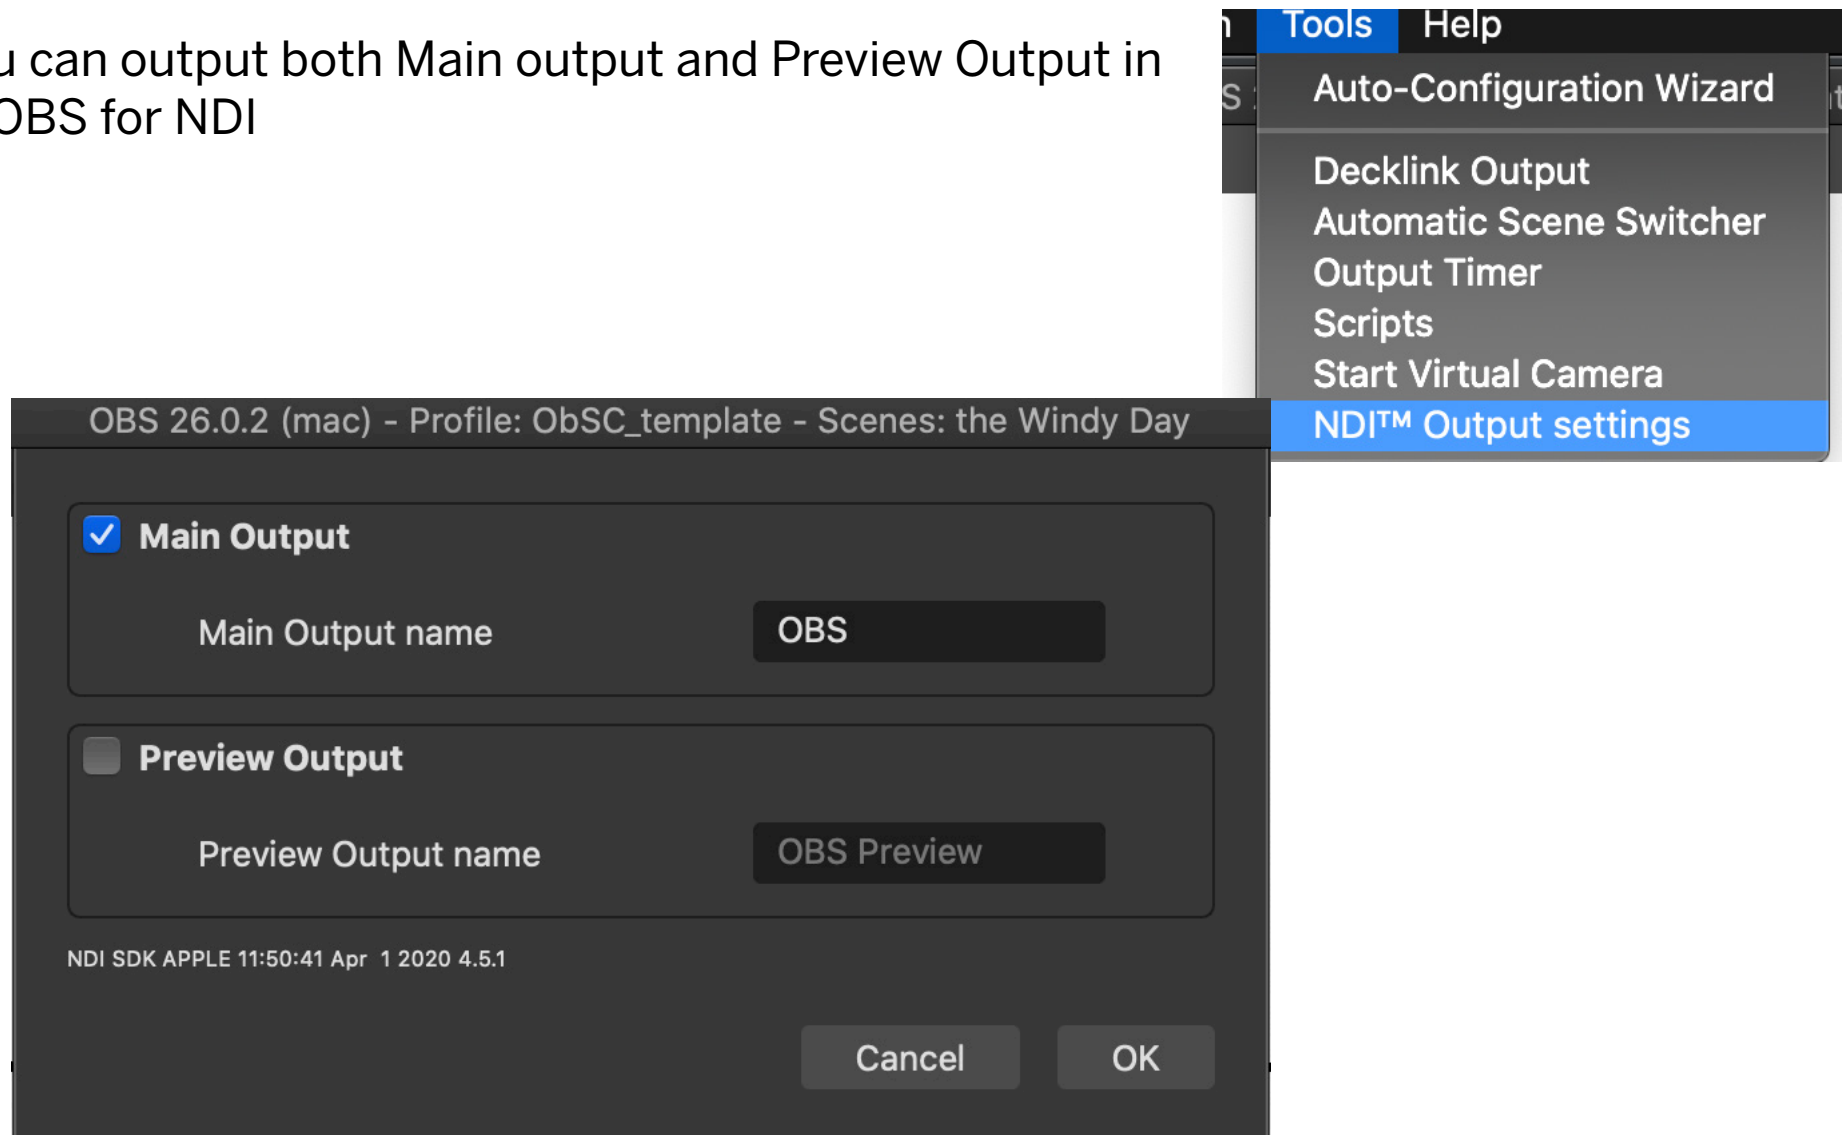 can output both Main output and Preview Output in
OBS for NDI
Tools Help
Auto-Configuration Wizard
Decklink Output
Automatic Scene Switcher
Output Timer
Scripts
Start Virtual Camera
NDI™ Output settings
OBS 26.0.2 (mac) - Profile: ObSC_template - Scenes: the Windy Day
Main Output
Main Output name
OBS
Preview Output
Preview Output name
OBS Preview
NDI SDK APPLE 11:50:41 Apr 1 2020 4.5.1
Cancel OK